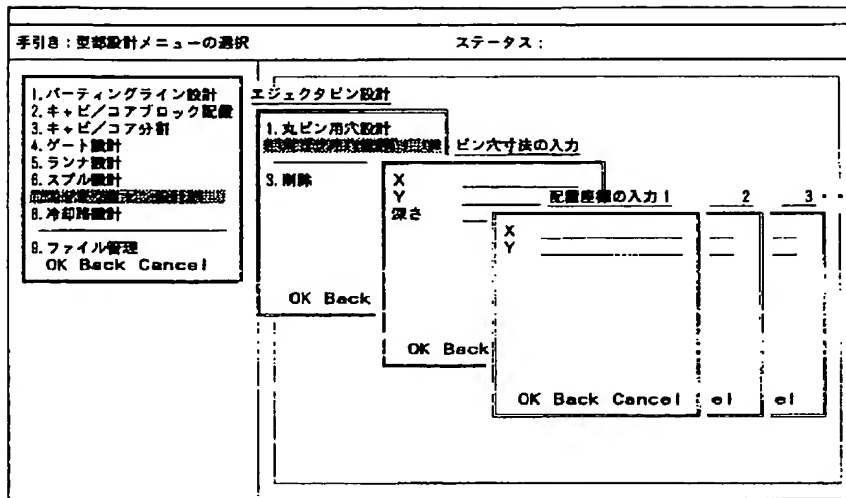 手引き：型部設計メニューの選択
ステータス：
1.パーティングライン設計
2.キャビ／コアブロック配置
3.キャビ／コア分割
4.ゲート設計
5.ランナ設計
6.スプル設計
8.冷却路設計
9.ファイル管理
OK Back Cancel
エジェクタピン設計
1.丸ピン用穴設計
3.削除
OK Back
ピン穴寸法の入力
X
Y
深さ
OK Back
配置座標の入力1
X
Y
OK Back Cancel
2
el
3・・
el